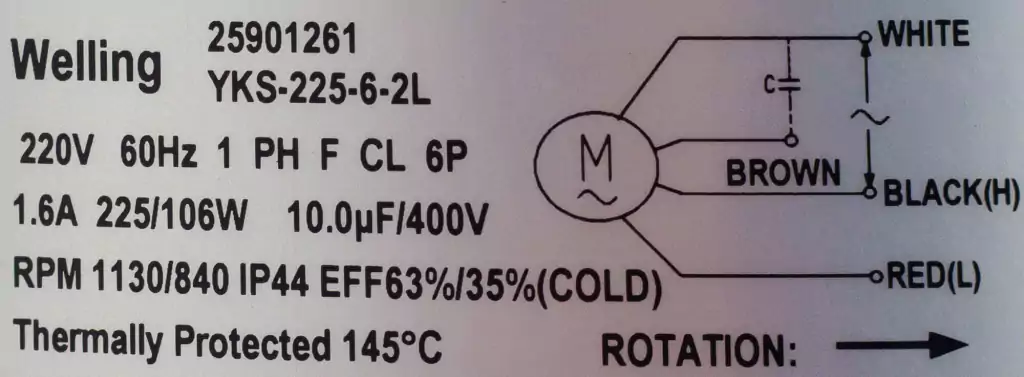 Welling
25901261
YKS-225-6-2L
220V 60Hz 1 PH F CL 6P
1.6A 225/106W 10.0µF/400V
RPM 1130/840 IP44 EFF63%/35%(COLD)
Thermally Protected 145°C
WHITE
C
M
~
~
BROWN
BLACK(H)
RED(L)
ROTATION: